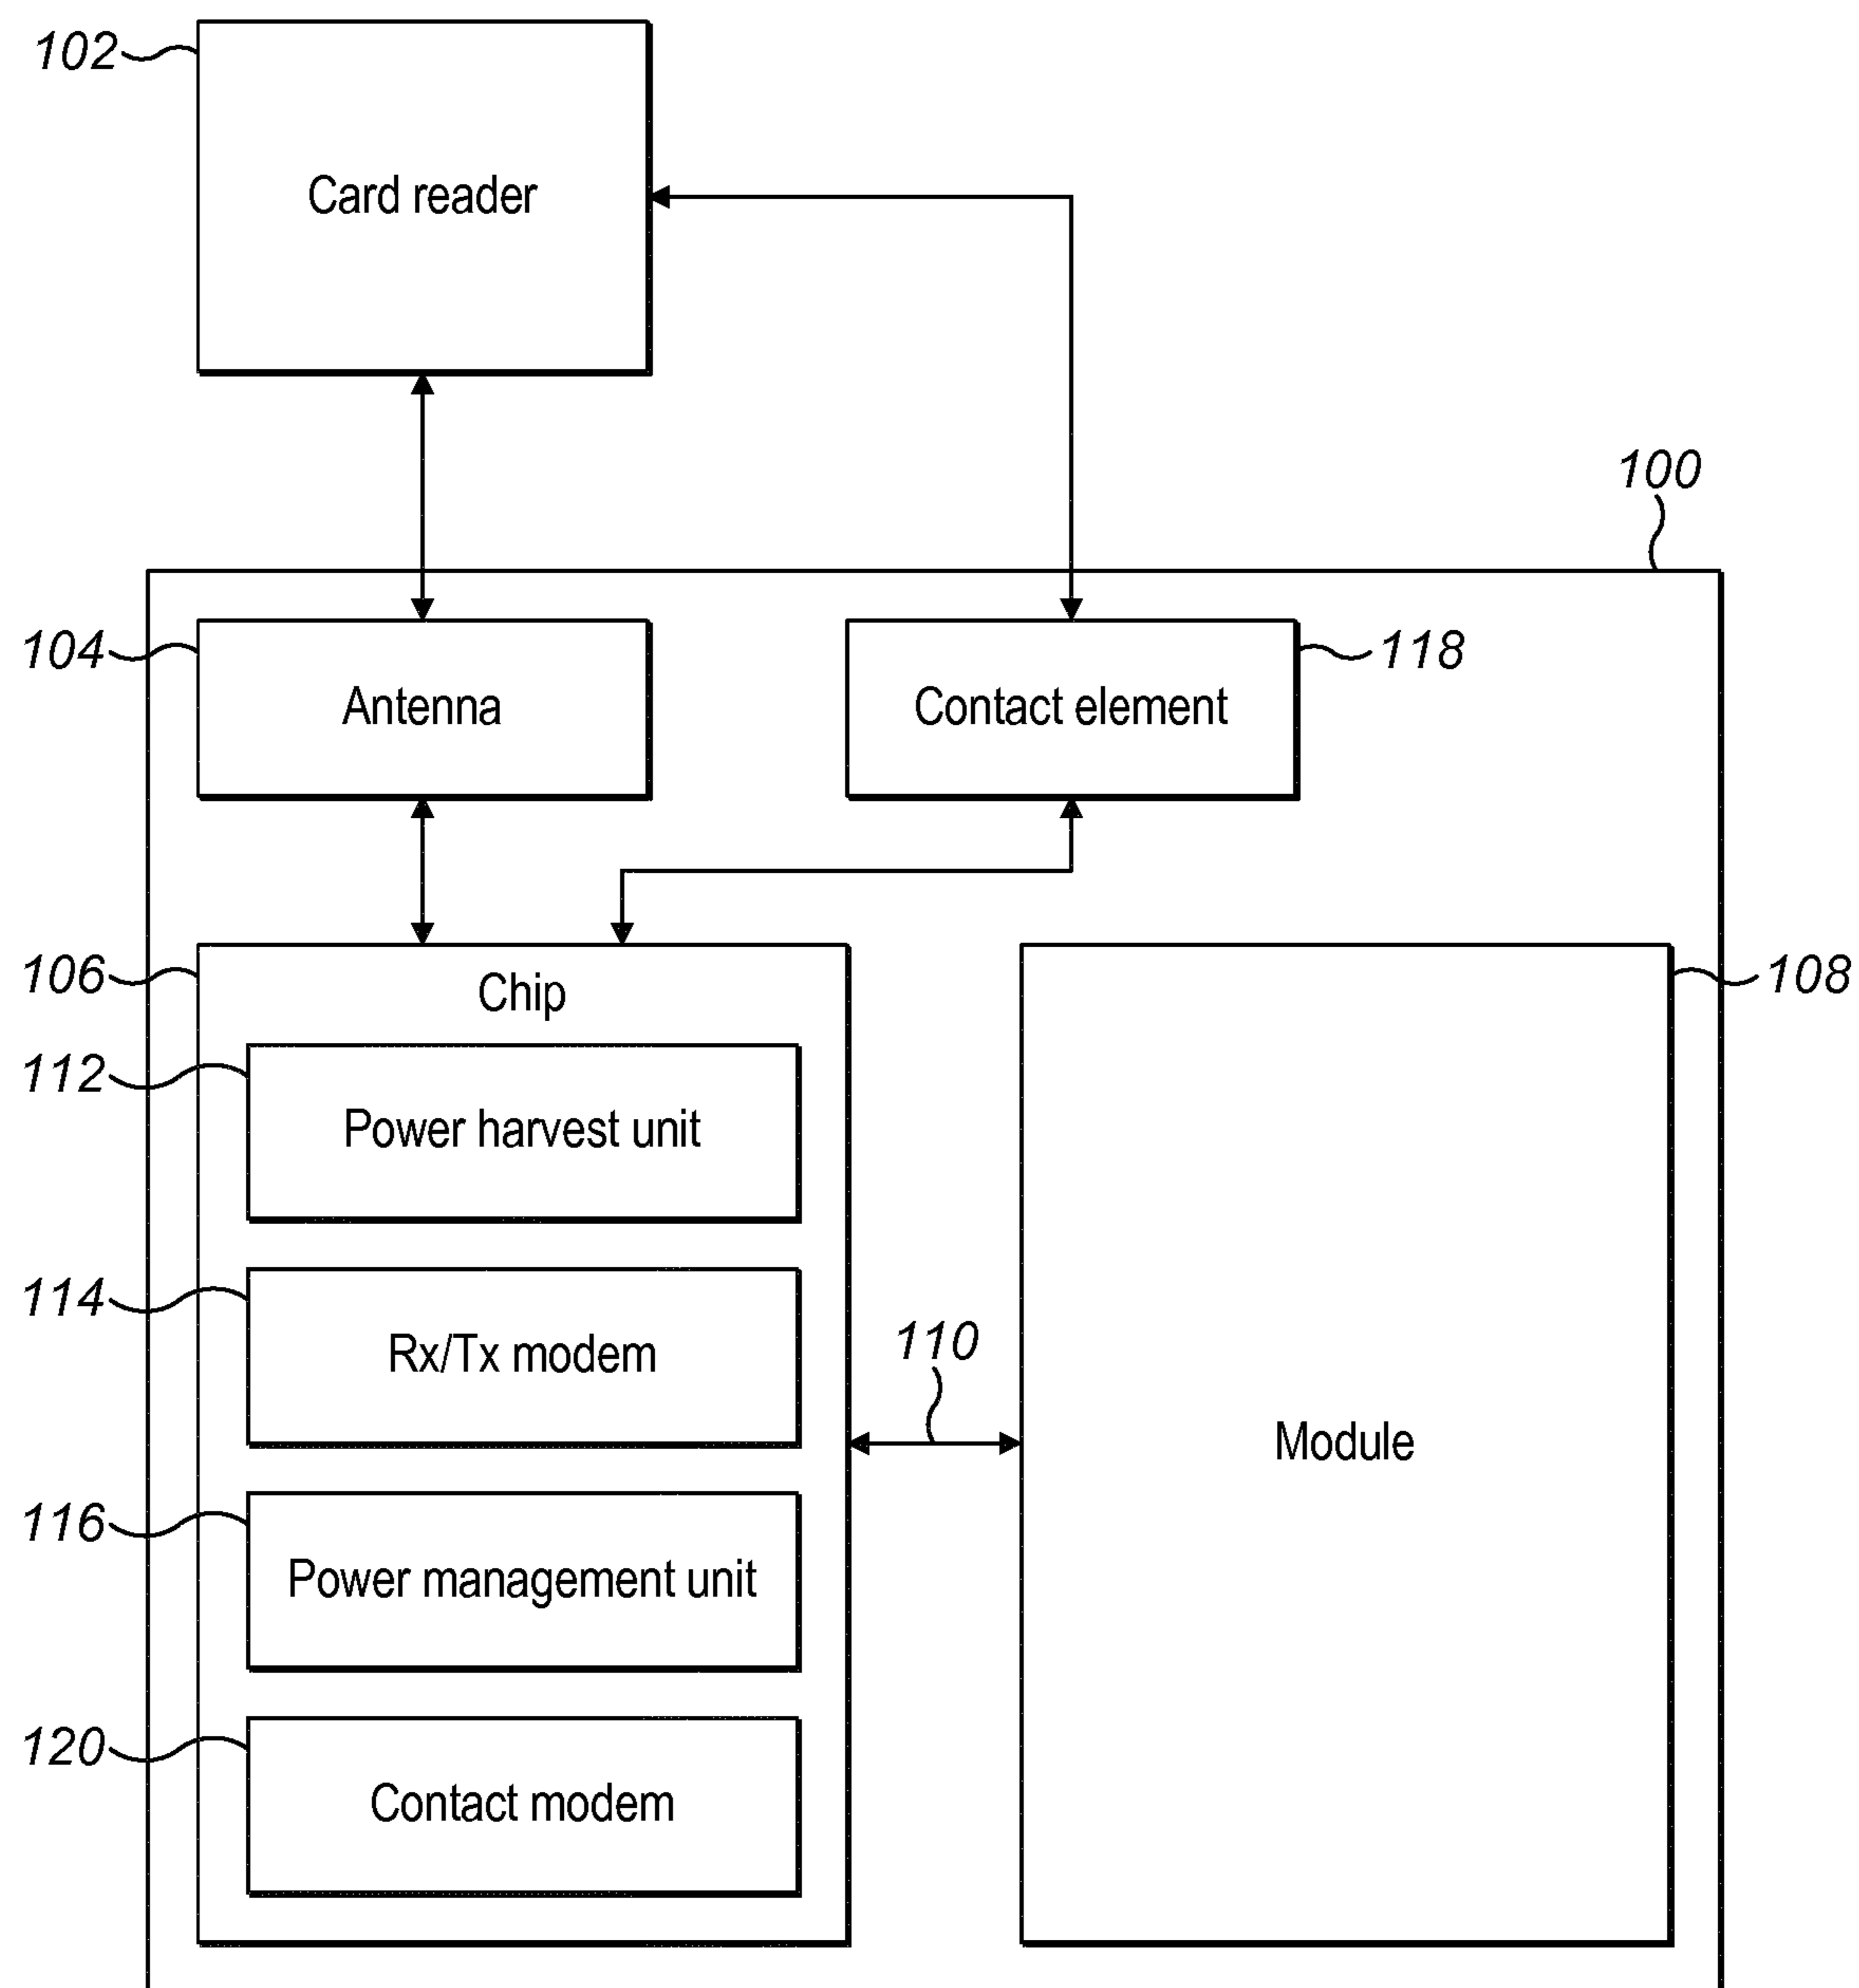 102
Card reader
100
104
Antenna
Contact element
118
106
Chip
108
112
Power harvest unit
114
Rx/Tx modem
110
Module
116
Power management unit
120
Contact modem